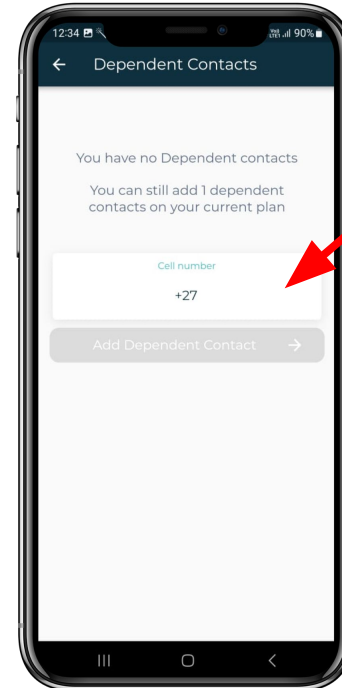 12:34
90%
Dependent Contacts
You have no Dependent contacts
You can still add 1 dependent
contacts on your current plan
Cell number
+27
Add Dependent Contact